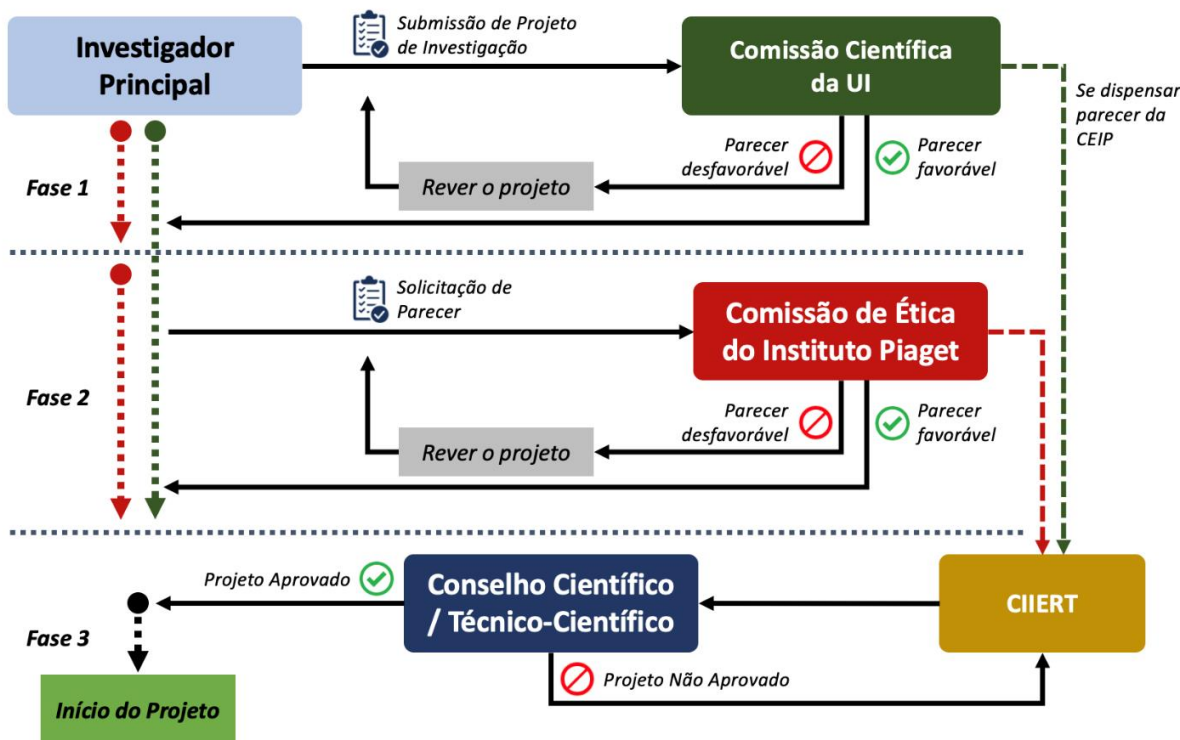 Investigador
Principal
Submissão de Projeto
de Investigação
Comissão Científica
da UI
Se dispensar
parecer da
CEIP
Parecer
desfavorável
Parecer
favorável
Fase 1
Rever o projeto
Solicitação de
Parecer
Comissão de Ética
do Instituto Piaget
Fase 2
Parecer
desfavorável
Parecer
favorável
Rever o projeto
Projeto Aprovado
Conselho Científico
/ Técnico-Científico
CIIERT
Fase 3
Projeto Não Aprovado
Início do Projeto